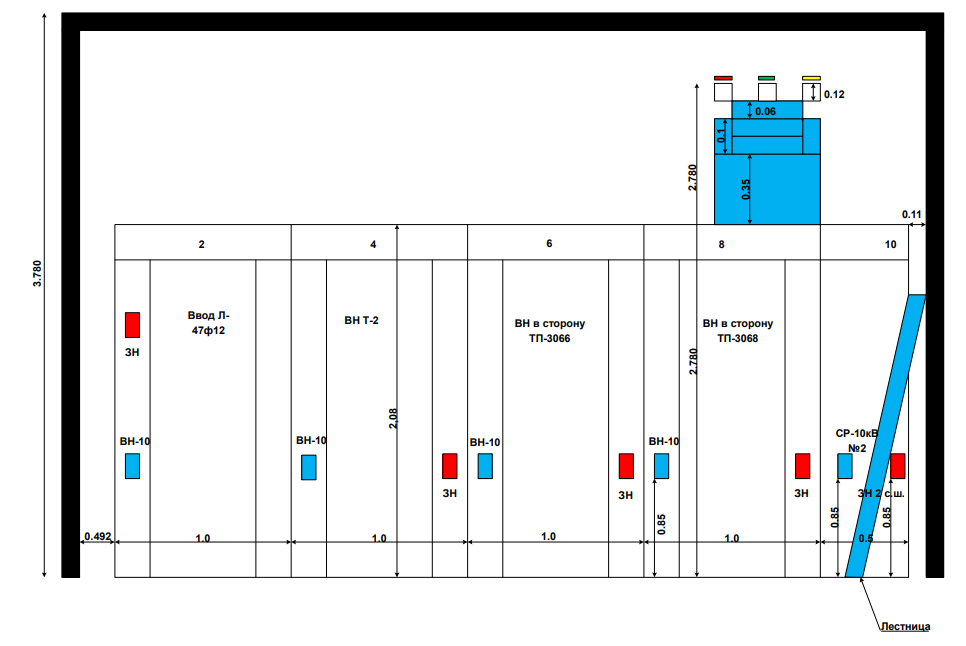 0.12
0.06
0.1
2.780
0.35
0.11
3.780
2
4
6
8
10
Ввод Л-
47ф12
ВН Т-2
ВН в сторону
ТП-3066
ВН в сторону
ТП-3068
ЗН
2.780
2,08
ВН-10
ВН-10
ВН-10
ВН-10
СР-10кВ
№2
ЗН
ЗН
ЗН
ЗН 2 с.ш.
0.85
0.85
0.85
0.492
1.0
1.0
1.0
1.0
0.5
Лестница